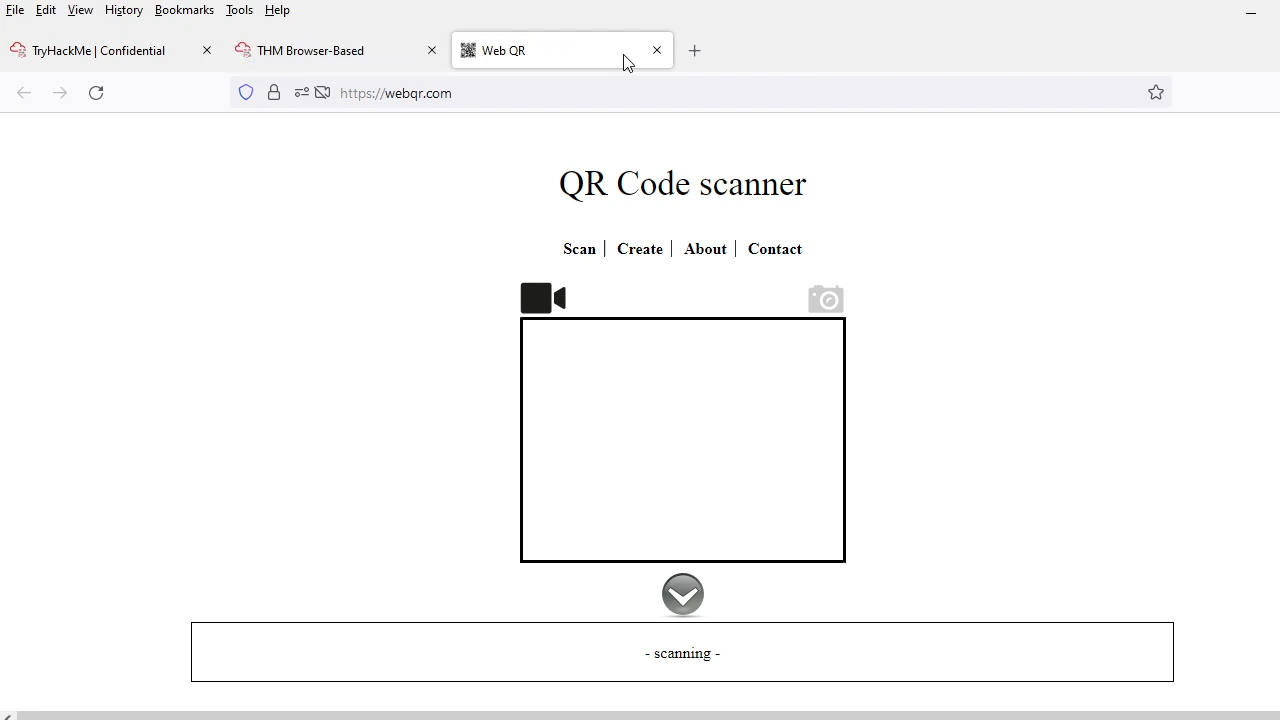 File Edit View History Bookmarks Tools Help
TryHackMe | Confidential
THM Browser-Based
Web QR
https://webqr.com
QR Code scanner
Scan | Create | About | Contact
- scanning -